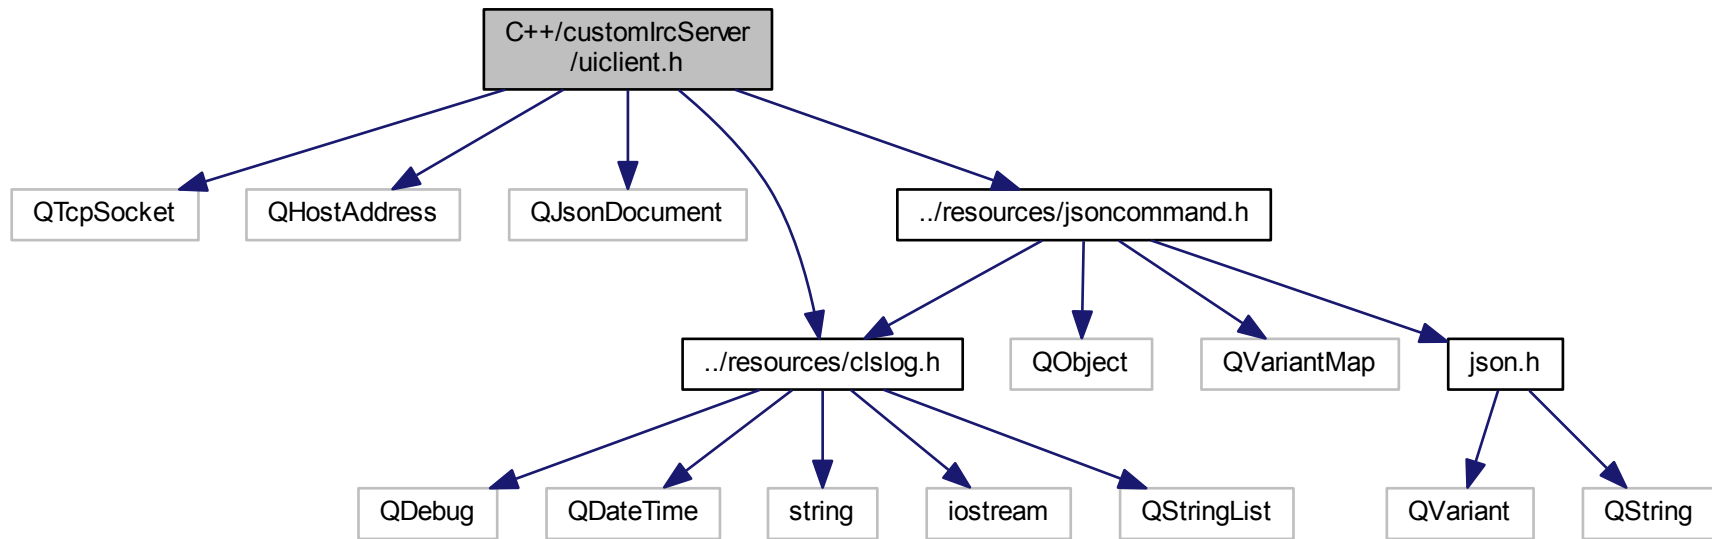 C++/customIrcServer
/uiclient.h
QTcpSocket
QHostAddress
QJsonDocument
../resources/jsoncommand.h
../resources/clslog.h
QObject
QVariantMap
json.h
QDebug
QDateTime
string
iostream
QStringList
QVariant
QString